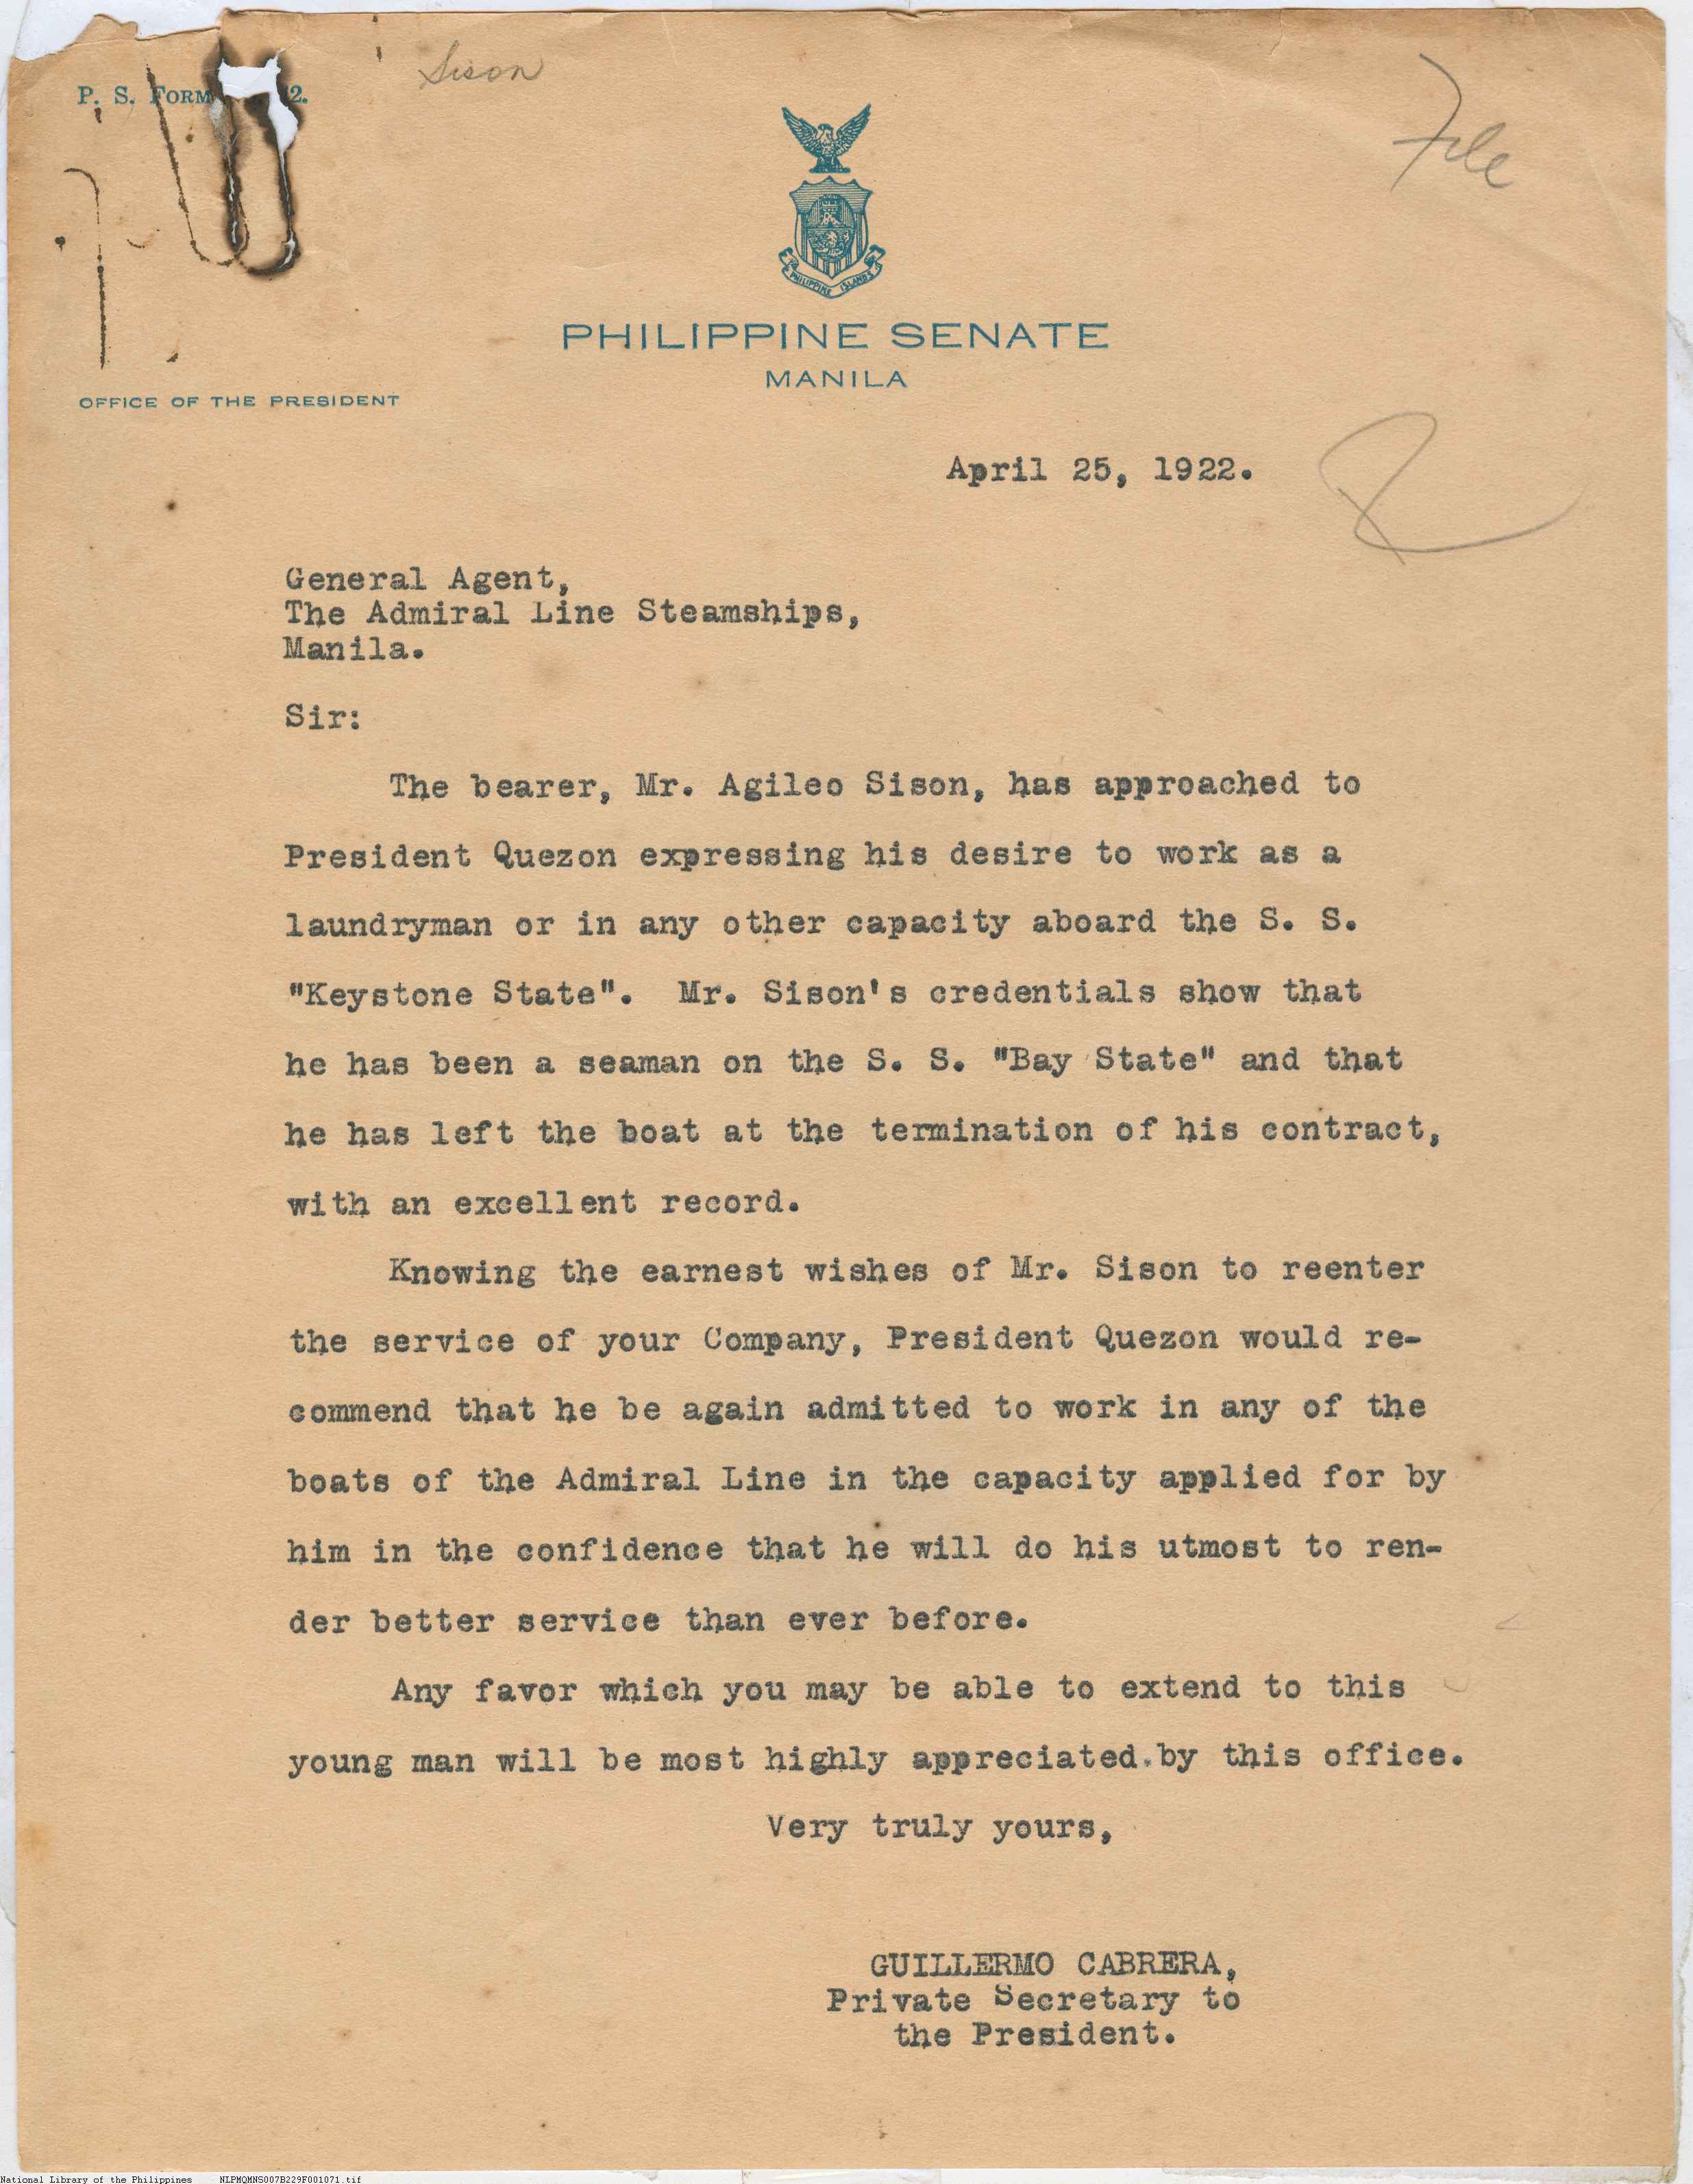 Sison
File
P. S. FORM 2.
PHILIPPINE ISLANDS
PHILIPPINE SENATE
MANILA
OFFICE OF THE PRESIDENT
April 25, 1922.
General Agent,
The Admiral Line Steamships,
Manila.
Sir:
The bearer, Mr. Agileo Sison, has approached to
President Quezon expressing his desire to work as a
laundryman or in any other capacity aboard the S. S.
"Keystone State". Mr. Sison's credentials show that
he has been a seaman on the S. S. "Bay State" and that
he has left the boat at the termination of his contract,
with an excellent record.
Knowing the earnest wishes of Mr. Sison to reenter
the service of your Company, President Quezon would re-
commend that he be again admitted to work in any of the
boats of the Admiral Line in the capacity applied for by
him in the confidence that he will do his utmost to ren-
der better service than ever before.
Any favor which you may be able to extend to this
young man will be most highly appreciated.by this office.
Very truly yours,
GUILLERMO CABRERA,
Private Secretary to
the President.
National Library of the Philippines NLPMQMNS007B229F001071.tif